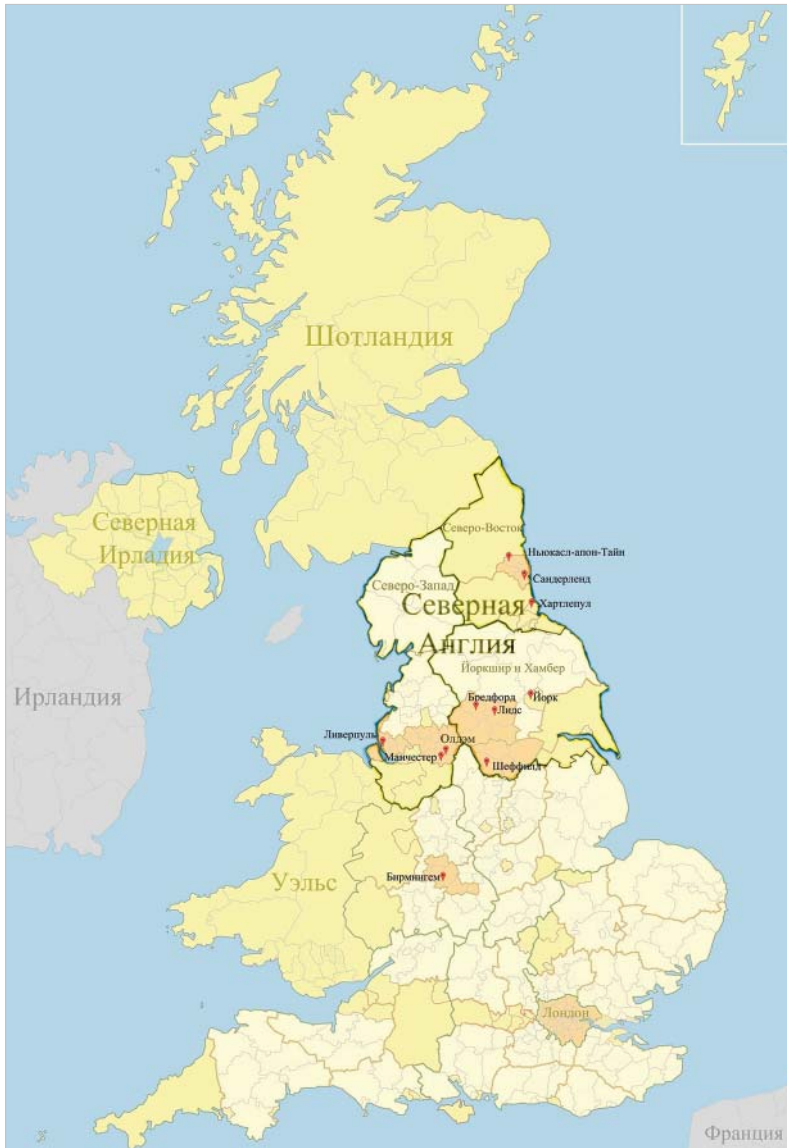 Шотландия
Северная
Ирладия
Северо-Восток
Ньюкасл-апон-Тайн
Сандерленд
Северо-Запад
Хартлепул
Северная
Англия
Йоркшир и Хамбер
Ирландия
Бредфорд
Йорк
Лидс
Ливерпуль
Олдэм
Манчестер
Шеффилд
Бирмингем
Уэльс
Лондон
Франция